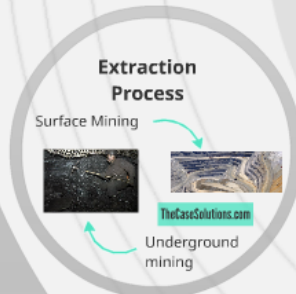 Extraction
Process
Surface Mining
TheCaseSolutions.com
Underground
mining